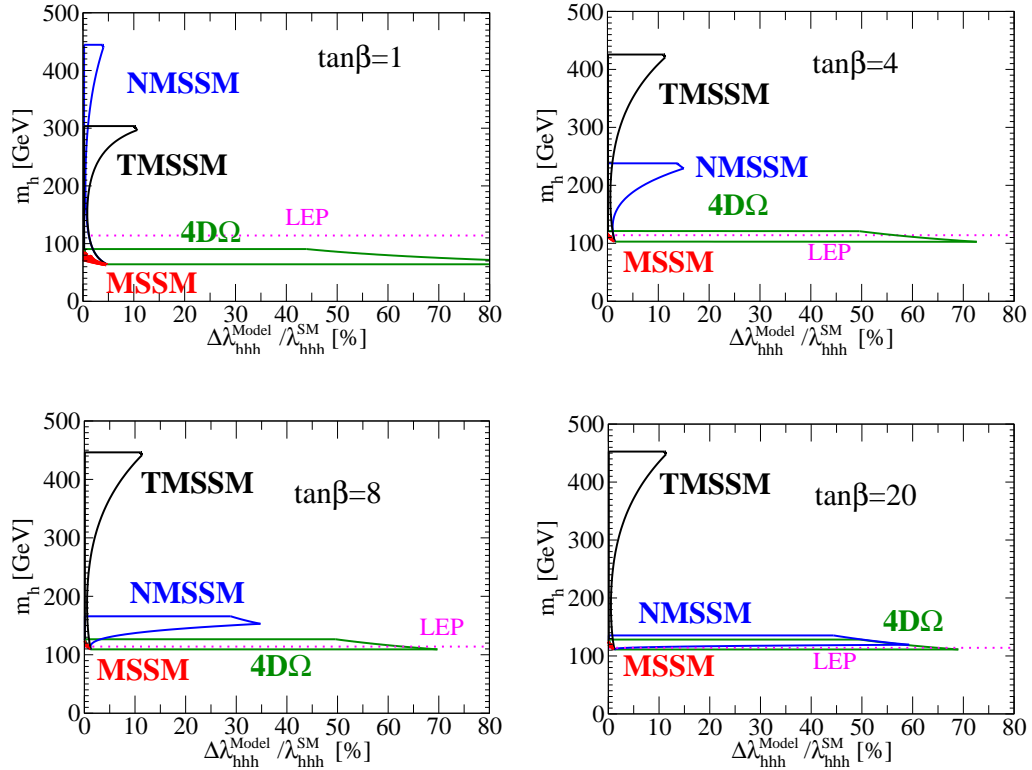 500
400
300
200
100
0
m_h [GeV]
tanβ=1
NMSSM
TMSSM
LEP
4DΩ
MSSM
0 10 20 30 40 50 60 70 80
Δλ_hhh^Model/λ_hhh^SM [%]
500
400
300
200
100
0
m_h [GeV]
tanβ=4
TMSSM
NMSSM
4DΩ
MSSM
LEP
0 10 20 30 40 50 60 70 80
Δλ_hhh^Model/λ_hhh^SM [%]
500
400
300
200
100
0
m_h [GeV]
TMSSM
tanβ=8
NMSSM
LEP
MSSM
4DΩ
0 10 20 30 40 50 60 70 80
Δλ_hhh^Model/λ_hhh^SM [%]
500
400
300
200
100
0
m_h [GeV]
TMSSM
tanβ=20
NMSSM
4DΩ
MSSM
LEP
0 10 20 30 40 50 60 70 80
Δλ_hhh^Model/λ_hhh^SM [%]